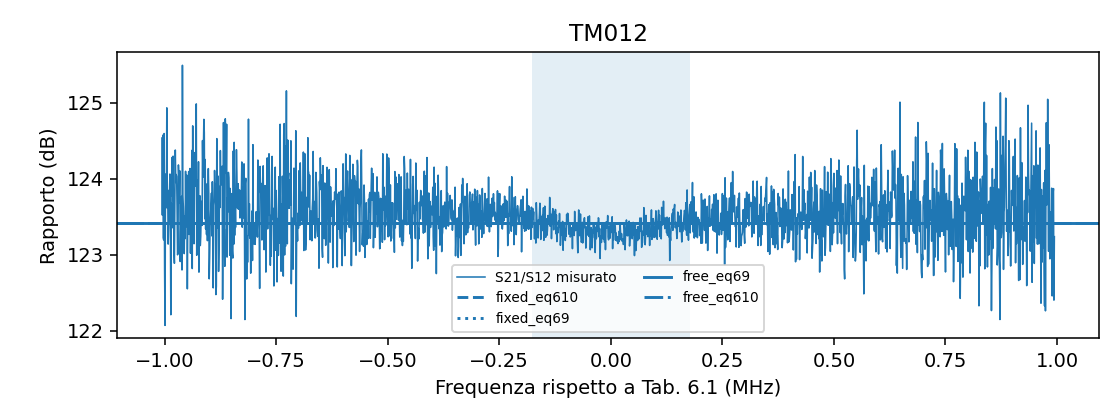 TM012
Rapporto (dB)
125
124
123
122
S21/S12 misurato
fixed_eq610
fixed_eq69
free_eq69
free_eq610
−1.00 −0.75 −0.50 −0.25 0.00 0.25 0.50 0.75 1.00
Frequenza rispetto a Tab. 6.1 (MHz)